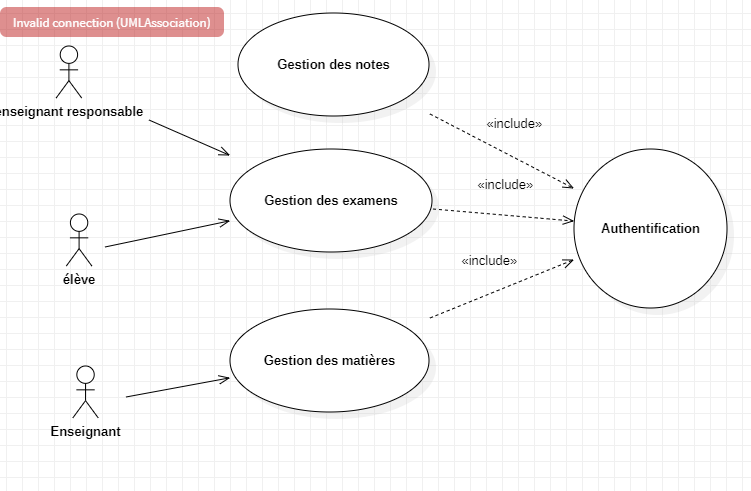 Invalid connection (UMLAssociation)
Gestion des notes
enseignant responsable
«include»
«include»
Gestion des examens
Authentification
élève
«include»
Gestion des matières
Enseignant